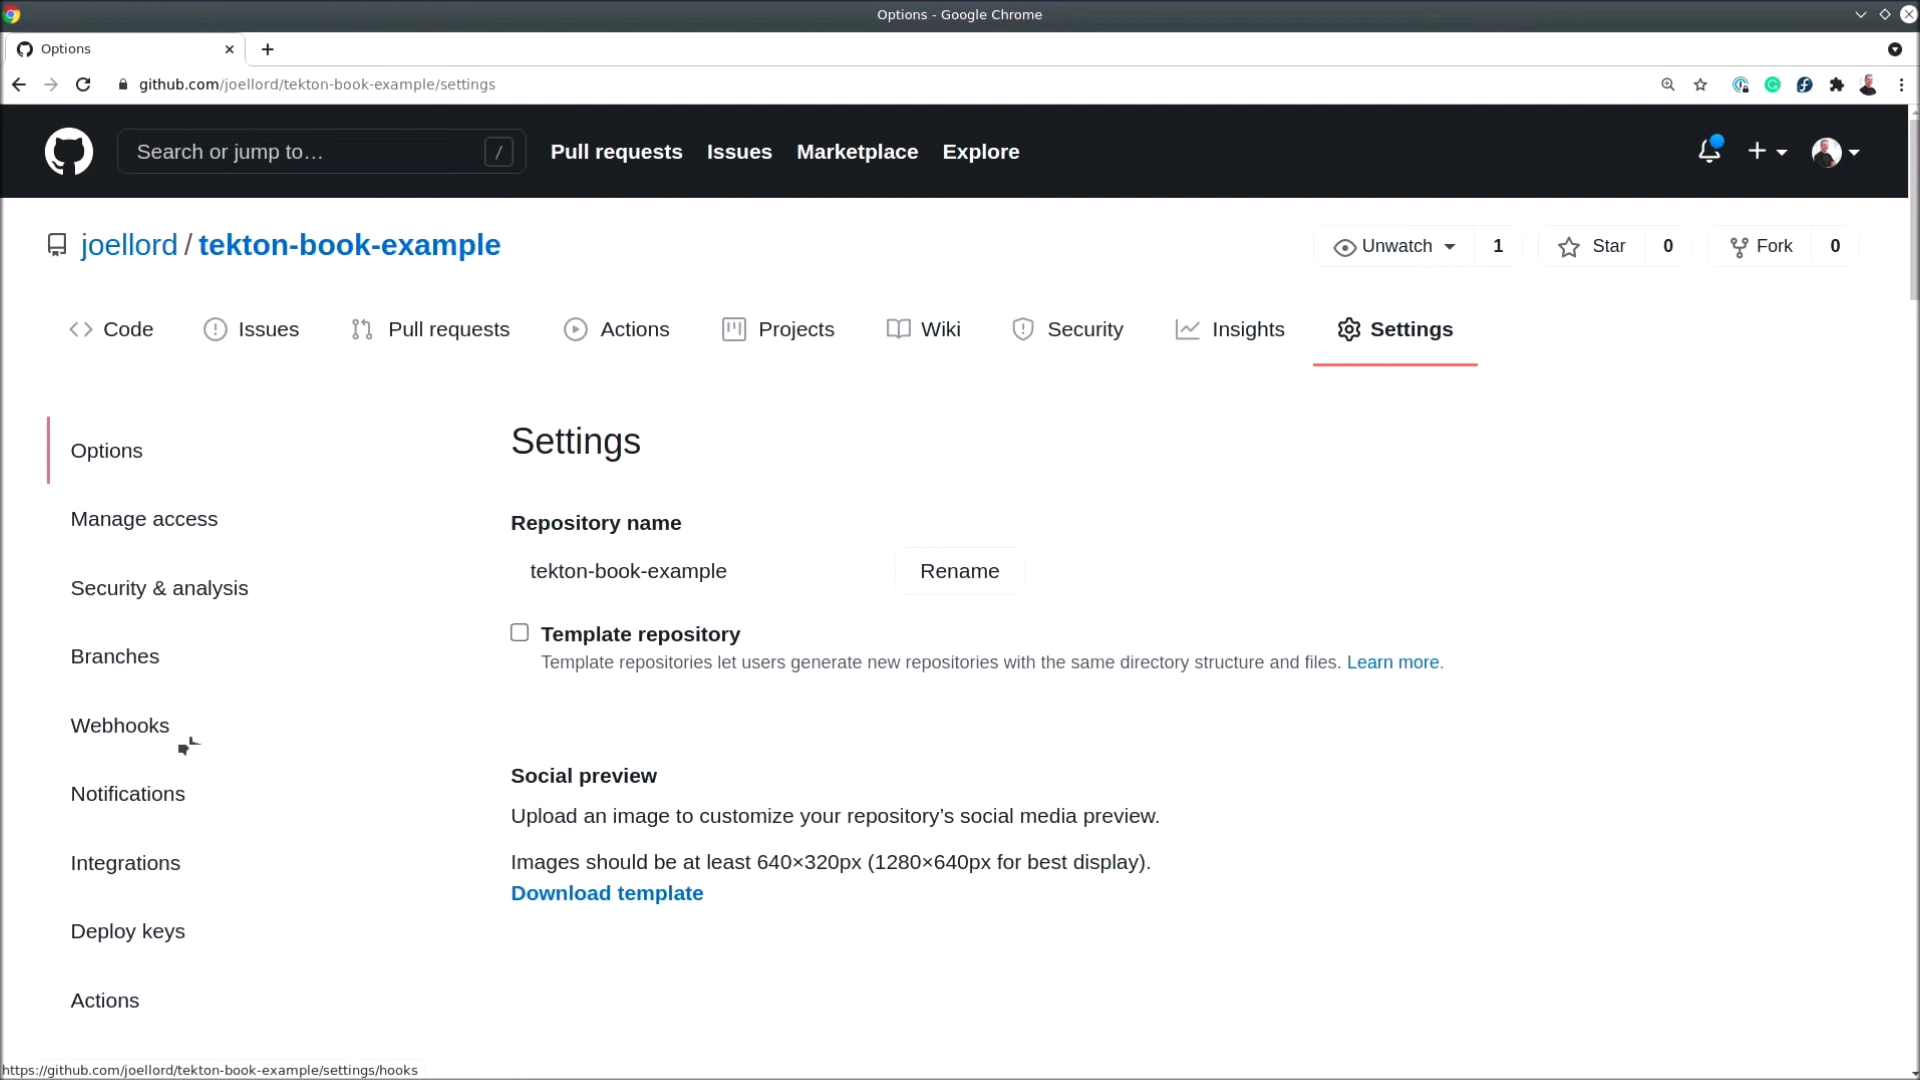 Options - Google Chrome
Options
github.com/joellord/tekton-book-example/settings
Search or jump to…
/
Pull requests
Issues
Marketplace
Explore
joellord / tekton-book-example
Unwatch
1
Star
0
Fork
0
Code
Issues
Pull requests
Actions
Projects
Wiki
Security
Insights
Settings
Options
Manage access
Security & analysis
Branches
Webhooks
Notifications
Integrations
Deploy keys
Actions
Settings
Repository name
tekton-book-example
Rename
Template repository
Template repositories let users generate new repositories with the same directory structure and files. Learn more.
Social preview
Upload an image to customize your repository’s social media preview.
Images should be at least 640×320px (1280×640px for best display).
Download template
https://github.com/joellord/tekton-book-example/settings/hooks